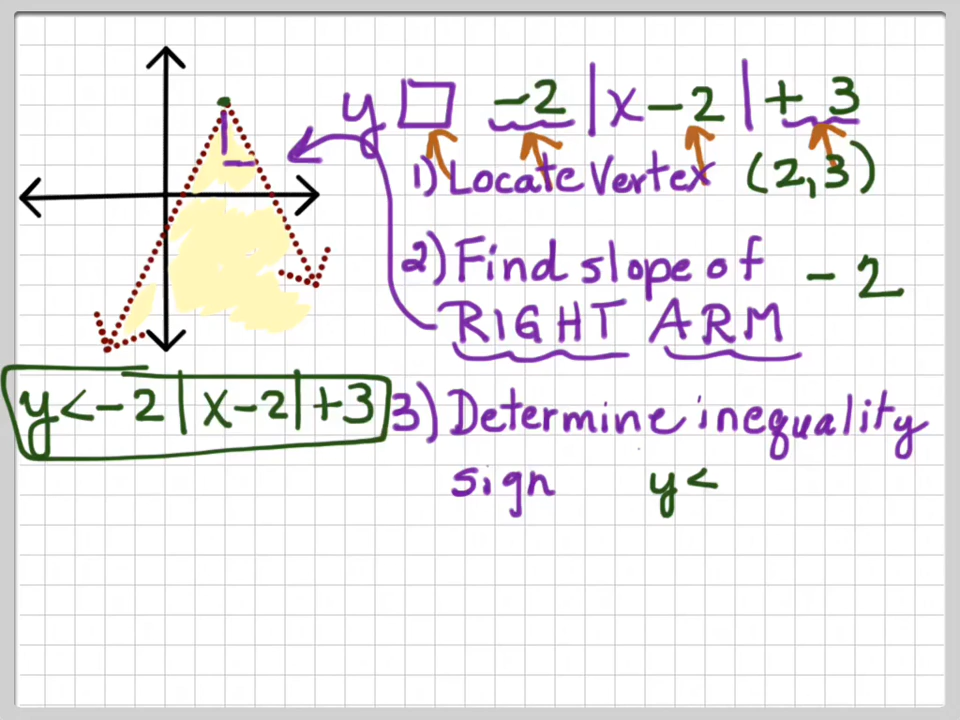 y □ -2|x-2|+3
1) Locate Vertex (2,3)
2) Find slope of -2
RIGHT ARM
y<-2|x-2|+3
3) Determine inequality
sign y<